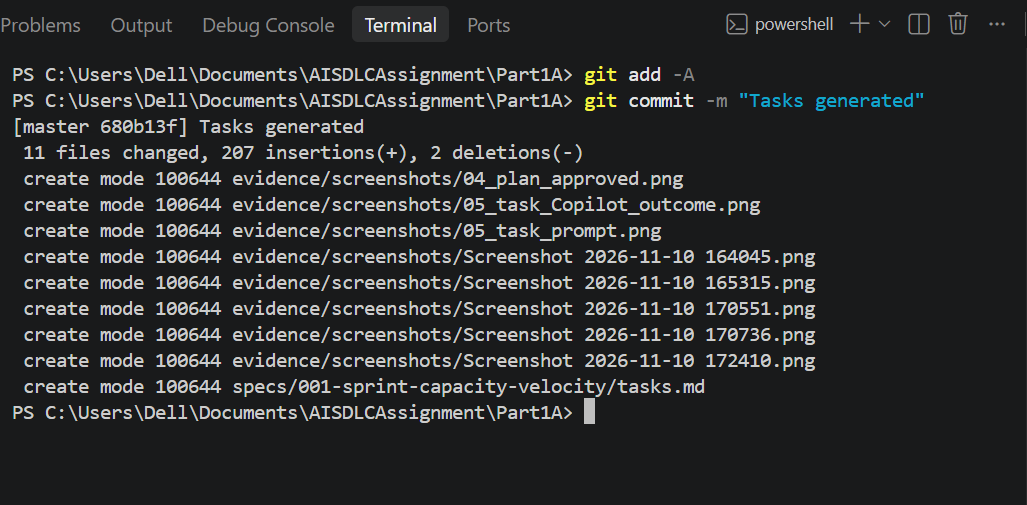 Problems Output Debug Console Terminal Ports powershell
PS C:\Users\Dell\Documents\AISDLCAssignment\Part1A> git add -A
PS C:\Users\Dell\Documents\AISDLCAssignment\Part1A> git commit -m "Tasks generated"
[master 680b13f] Tasks generated
 11 files changed, 207 insertions(+), 2 deletions(-)
 create mode 100644 evidence/screenshots/04_plan_approved.png
 create mode 100644 evidence/screenshots/05_task_Copilot_outcome.png
 create mode 100644 evidence/screenshots/05_task_prompt.png
 create mode 100644 evidence/screenshots/Screenshot 2026-11-10 164045.png
 create mode 100644 evidence/screenshots/Screenshot 2026-11-10 165315.png
 create mode 100644 evidence/screenshots/Screenshot 2026-11-10 170551.png
 create mode 100644 evidence/screenshots/Screenshot 2026-11-10 170736.png
 create mode 100644 evidence/screenshots/Screenshot 2026-11-10 172410.png
 create mode 100644 specs/001-sprint-capacity-velocity/tasks.md
PS C:\Users\Dell\Documents\AISDLCAssignment\Part1A>